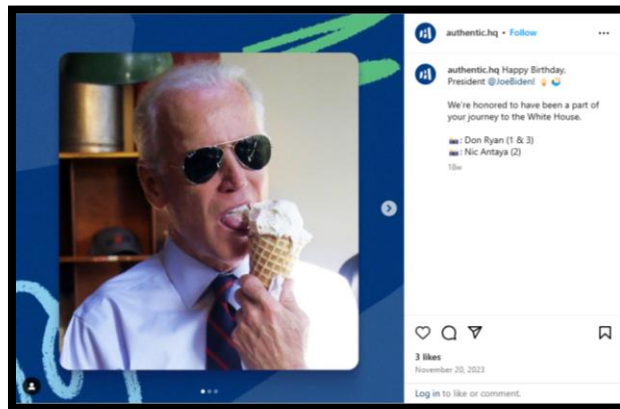 authentic.hq • Follow
authentic.hq Happy Birthday,
President @JoeBiden!
We're honored to have been a part of
your journey to the White House.
: Don Ryan (1 & 3)
: Nic Antaya (2)
18w
3 likes
November 20, 2023
Log in to like or comment.